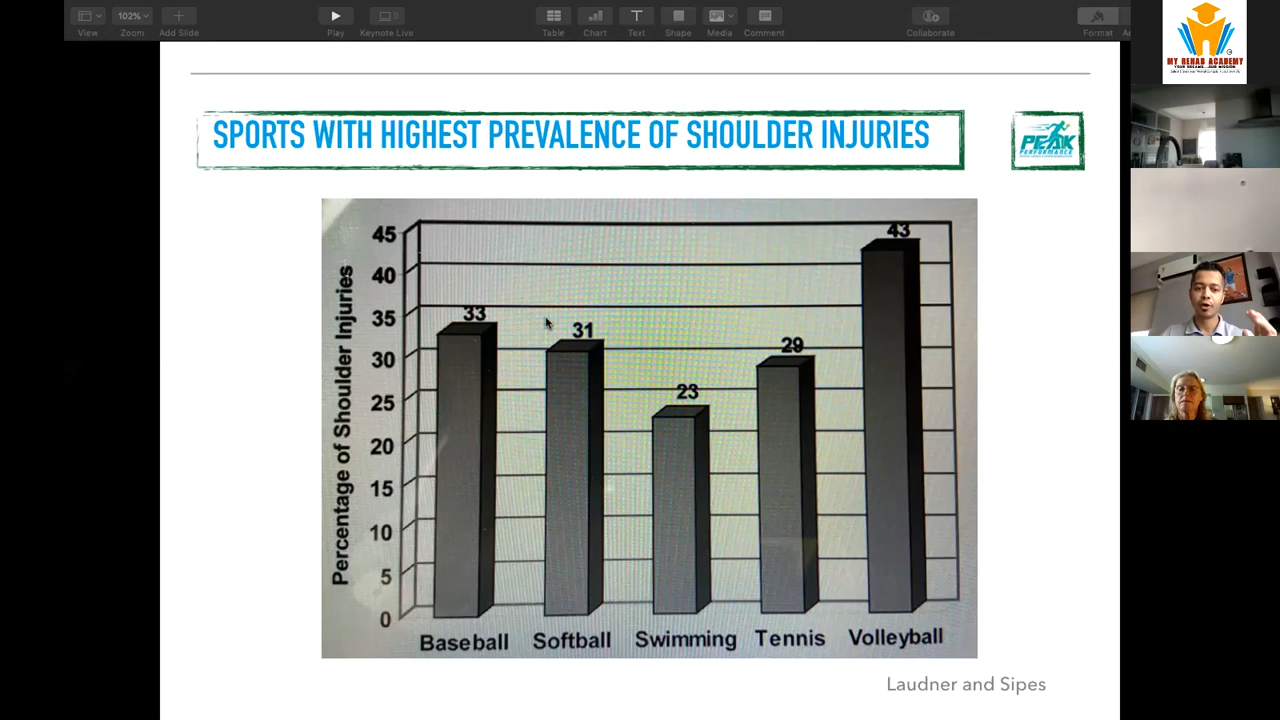 102%
View
Zoom
Add Slide
Play
Keynote Live
Table
Chart
Text
Shape
Media
Comment
Collaborate
Format
MY REHAB ACADEMY
SPORTS WITH HIGHEST PREVALENCE OF SHOULDER INJURIES
PEAK
PERFORMANCE
Percentage of Shoulder Injuries
45
40
35
30
25
20
15
10
5
0
33
31
23
29
43
Baseball
Softball
Swimming
Tennis
Volleyball
Laudner and Sipes